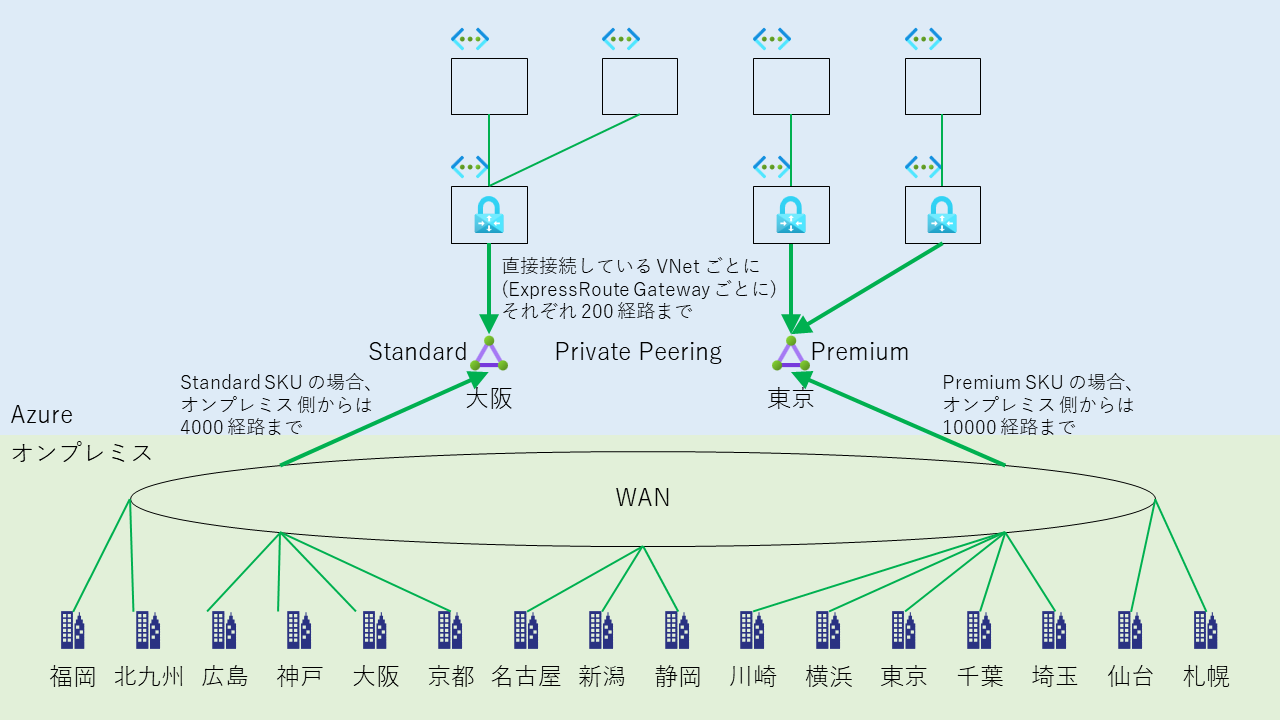 直接接続している VNet ごとに
(ExpressRoute Gateway ごとに)
それぞれ 200 経路まで
Standard
Private Peering
Premium
大阪
東京
Standard SKU の場合、
オンプレミス 側からは
4000 経路まで
Premium SKU の場合、
オンプレミス 側からは
10000 経路まで
Azure
オンプレミス
WAN
福岡
北九州
広島
神戸
大阪
京都
名古屋
新潟
静岡
川崎
横浜
東京
千葉
埼玉
仙台
札幌